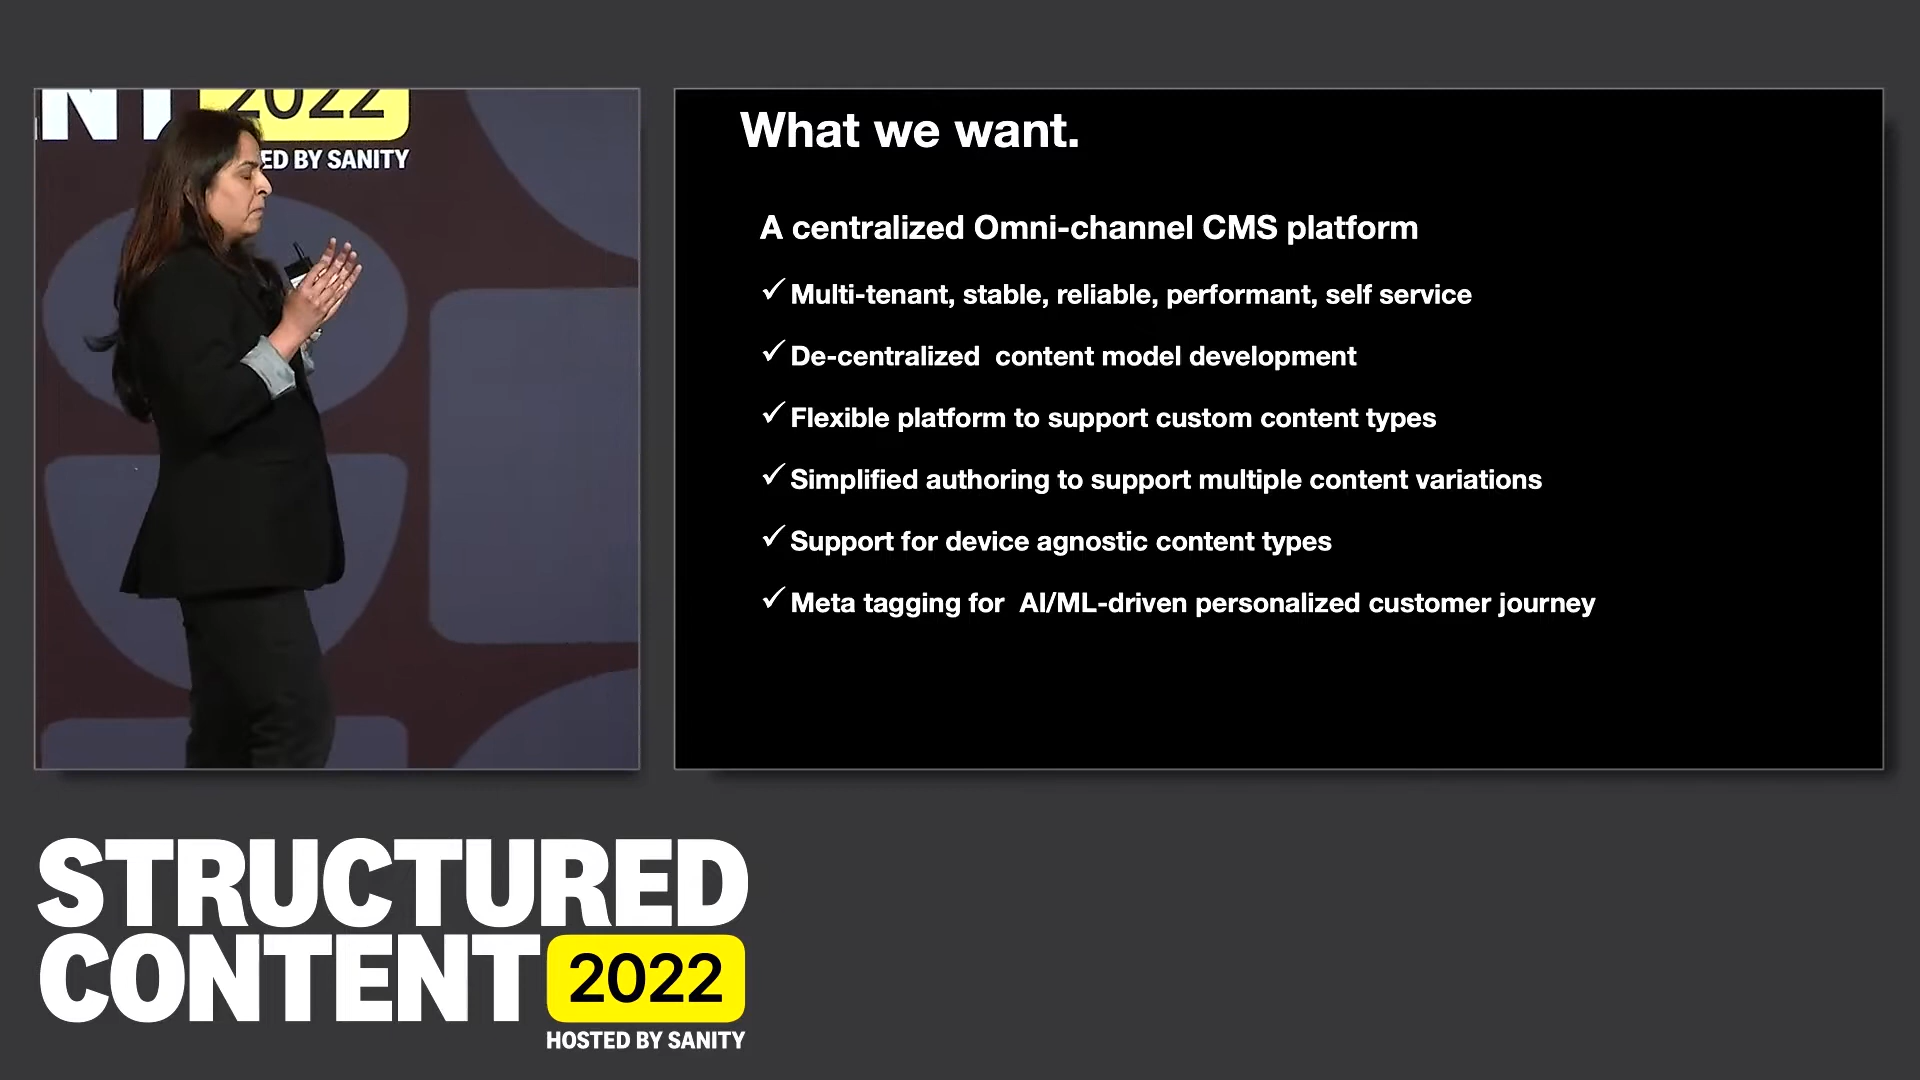 2022
ED BY SANITY
What we want.
A centralized Omni-channel CMS platform
✓ Multi-tenant, stable, reliable, performant, self service
✓ De-centralized  content model development
✓ Flexible platform to support custom content types
✓ Simplified authoring to support multiple content variations
✓ Support for device agnostic content types
✓ Meta tagging for  AI/ML-driven personalized customer journey
STRUCTURED
CONTENT 2022
HOSTED BY SANITY